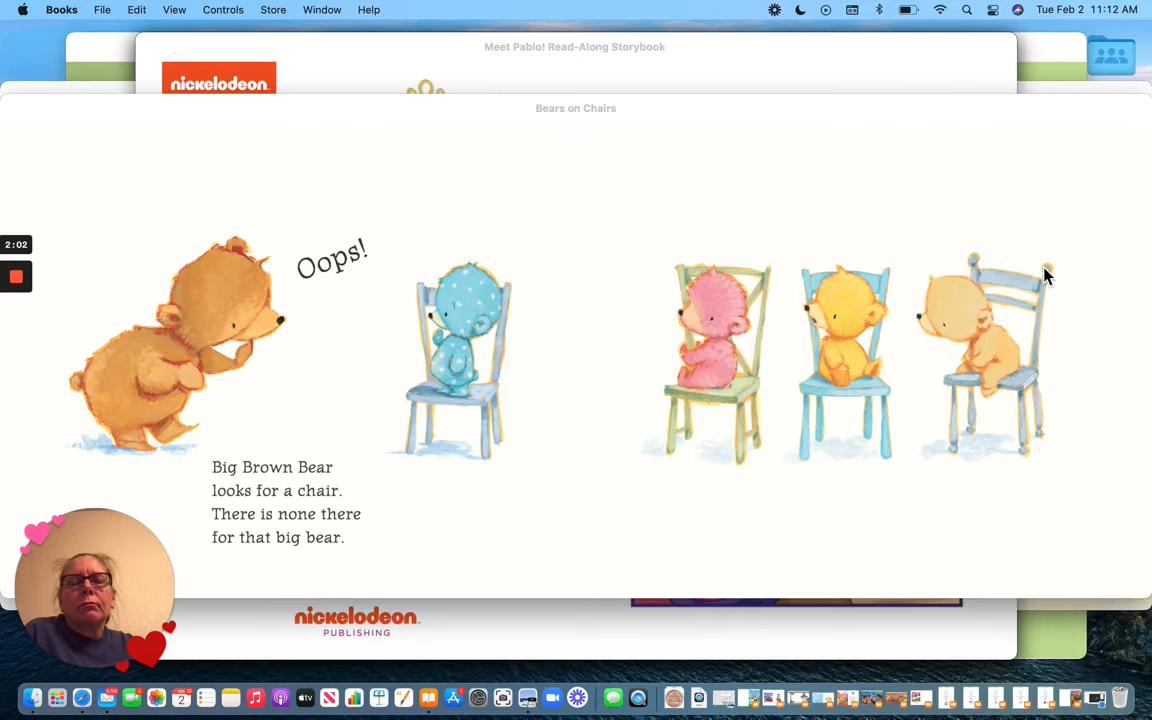 Books File Edit View Controls Store Window Help Tue Feb 2 11:12 AM
Meet Pablo! Read-Along Storybook
nickelodeon
Bears on Chairs
2:02
Oops!
Big Brown Bear
looks for a chair.
There is none there
for that big bear.
nickelodeon
PUBLISHING